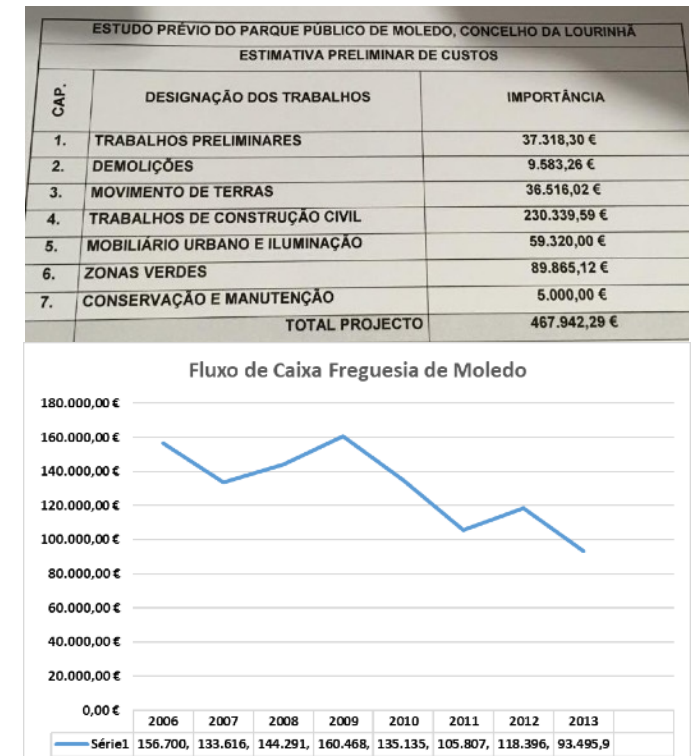 ESTUDO PRÉVIO DO PARQUE PÚBLICO DE MOLEDO, CONCELHO DA LOURINHÃ
ESTIMATIVA PRELIMINAR DE CUSTOS
CAP. DESIGNAÇÃO DOS TRABALHOS IMPORTÂNCIA
1. TRABALHOS PRELIMINARES 37.318,30 €
2. DEMOLIÇÕES 9.583,26 €
3. MOVIMENTO DE TERRAS 36.516,02 €
4. TRABALHOS DE CONSTRUÇÃO CIVIL 230.339,59 €
5. MOBILIÁRIO URBANO E ILUMINAÇÃO 59.320,00 €
6. ZONAS VERDES 89.865,12 €
7. CONSERVAÇÃO E MANUTENÇÃO 5.000,00 €
TOTAL PROJECTO 467.942,29 €
Fluxo de Caixa Freguesia de Moledo
180.000,00 €
160.000,00 €
140.000,00 €
120.000,00 €
100.000,00 €
80.000,00 €
60.000,00 €
40.000,00 €
20.000,00 €
0,00 €
2006 2007 2008 2009 2010 2011 2012 2013
Série1 156.700, 133.616, 144.291, 160.468, 135.135, 105.807, 118.396, 93.495,9